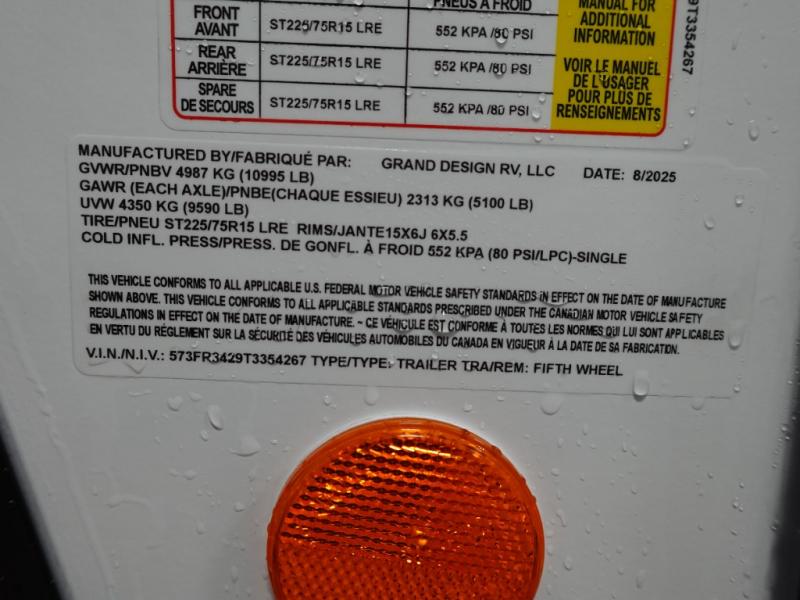 PNEUS À FROID
MANUAL FOR
ADDITIONAL
INFORMATION
FRONT
AVANT
ST225/75R15 LRE
552 KPA /80 PSI
REAR
ARRIÈRE
ST225/75R15 LRE
552 KPA /80 PSI
VOIR LE MANUEL
DE L'USAGER
POUR PLUS DE
RENSEIGNEMENTS
SPARE
DE SECOURS
ST225/75R15 LRE
552 KPA /80 PSI
9T3354267
MANUFACTURED BY/FABRIQUÉ PAR: GRAND DESIGN RV, LLC DATE: 8/2025
GVWR/PNBV 4987 KG (10995 LB)
GAWR (EACH AXLE)/PNBE(CHAQUE ESSIEU) 2313 KG (5100 LB)
UVW 4350 KG (9590 LB)
TIRE/PNEU ST225/75R15 LRE RIMS/JANTE15X6J 6X5.5
COLD INFL. PRESS/PRESS. DE GONFL. À FROID 552 KPA (80 PSI/LPC)-SINGLE
THIS VEHICLE CONFORMS TO ALL APPLICABLE U.S. FEDERAL MOTOR VEHICLE SAFETY STANDARDS IN EFFECT ON THE DATE OF MANUFACTURE
SHOWN ABOVE. THIS VEHICLE CONFORMS TO ALL APPLICABLE STANDARDS PRESCRIBED UNDER THE CANADIAN MOTOR VEHICLE SAFETY
REGULATIONS IN EFFECT ON THE DATE OF MANUFACTURE. ~ CE VÉHICULE EST CONFORME À TOUTES LES NORMES QUI LUI SONT APPLICABLES
EN VERTU DU RÉGLEMENT SUR LA SÉCURITÉ DES VÉHICULES AUTOMOBILES DU CANADA EN VIGUEUR À LA DATE DE SA FABRICATION.
V.I.N./N.I.V.: 573FR3429T3354267 TYPE/TYPE: TRAILER TRA/REM: FIFTH WHEEL